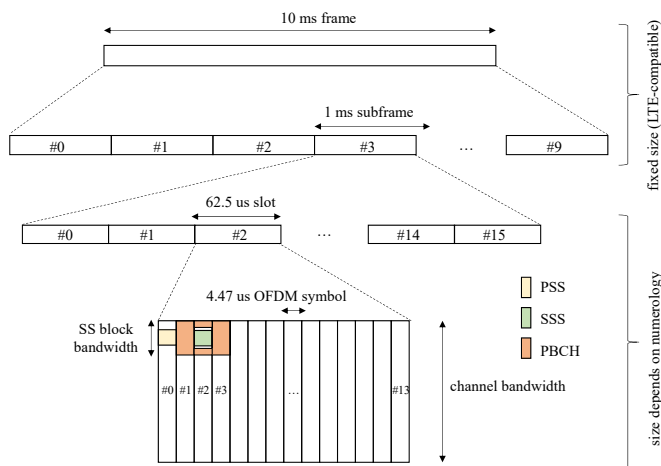 10 ms frame
fixed size (LTE-compatible)
1 ms subframe
#0 #1 #2 #3 … #9
62.5 us slot
#0 #1 #2 … #14 #15
size depends on numerology
4.47 us OFDM symbol
PSS
SSS
PBCH
SS block
bandwidth
#0 #1 #2 #3 … #13
channel bandwidth